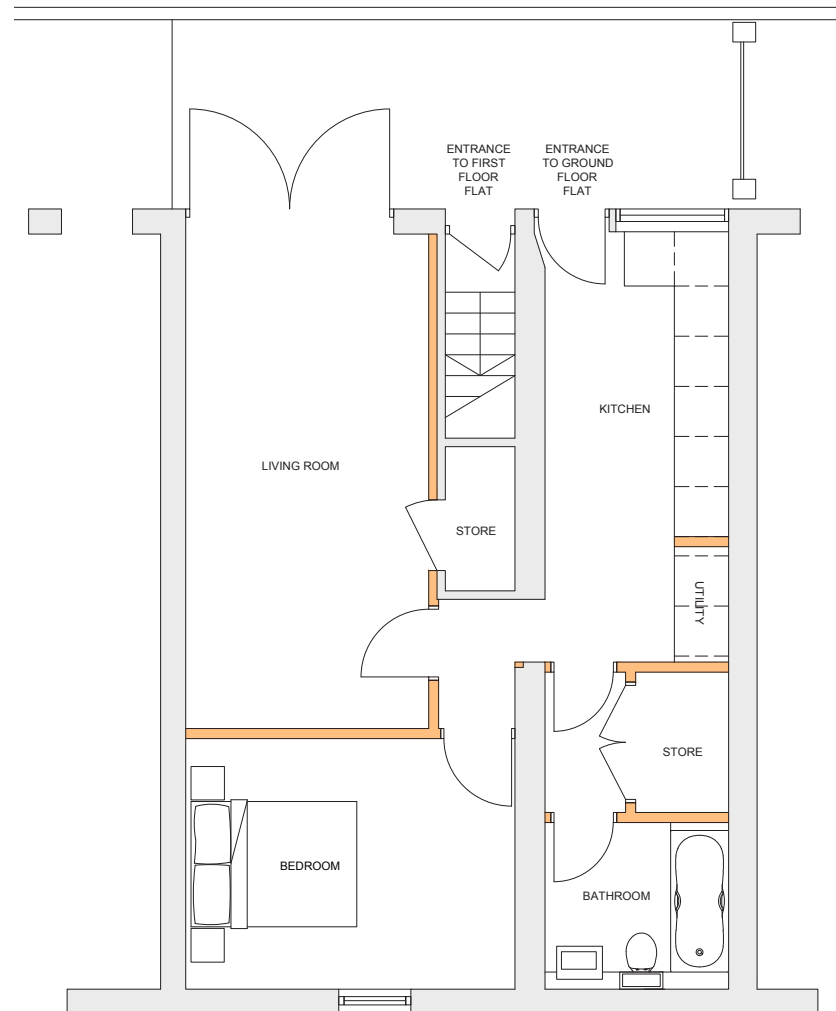 ENTRANCE
TO FIRST
FLOOR
FLAT
ENTRANCE
TO GROUND
FLOOR
FLAT
KITCHEN
LIVING ROOM
STORE
UTILITY
STORE
BEDROOM
BATHROOM